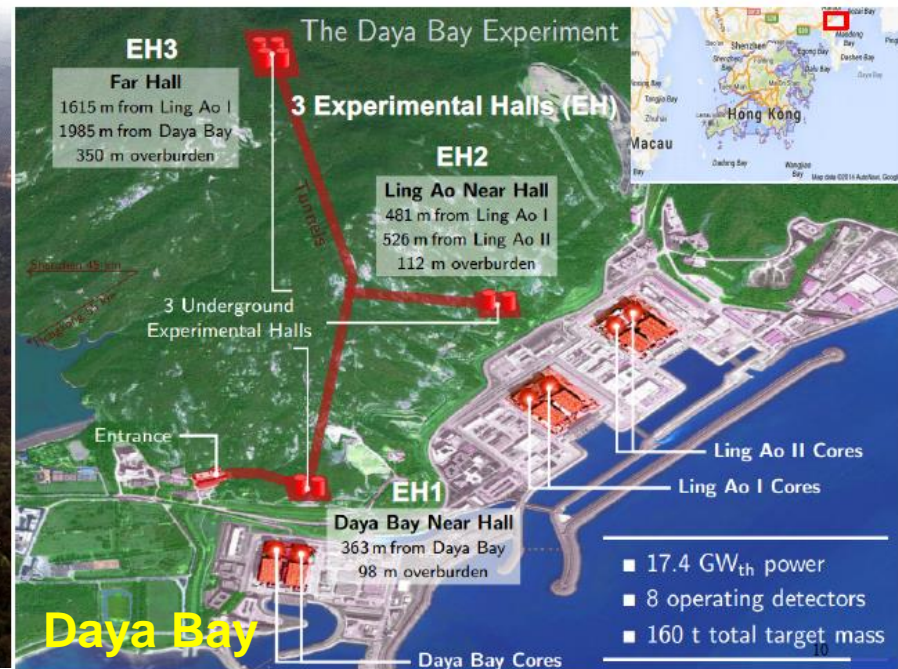 The Daya Bay Experiment
EH3
Far Hall
1615 m from Ling Ao I
1985 m from Daya Bay
350 m overburden
3 Experimental Halls (EH)
EH2
Ling Ao Near Hall
481 m from Ling Ao I
526 m from Ling Ao II
112 m overburden
Tunnels
3 Underground
Experimental Halls
Entrance
EH1
Daya Bay Near Hall
363 m from Daya Bay
98 m overburden
Ling Ao II Cores
Ling Ao I Cores
Daya Bay Cores
■ 17.4 GWth power
■ 8 operating detectors
■ 160 t total target mass
10
Daya Bay
Shenzhen
Hong Kong
Macau
Zhuhai